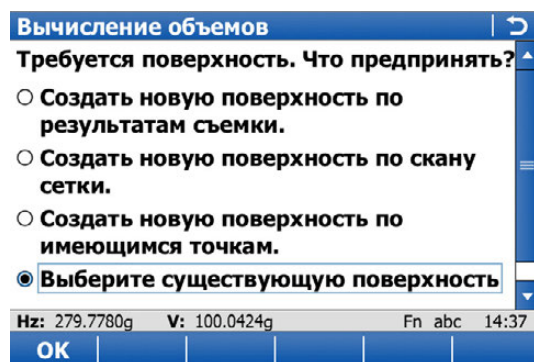 Вычисление объемов
Требуется поверхность. Что предпринять?
Создать новую поверхность по
результатам съемки.
Создать новую поверхность по скану
сетки.
Создать новую поверхность по
имеющимся точкам.
Выберите существующую поверхность
Hz: 279.7780g V: 100.0424g Fn abc 14:37
OK